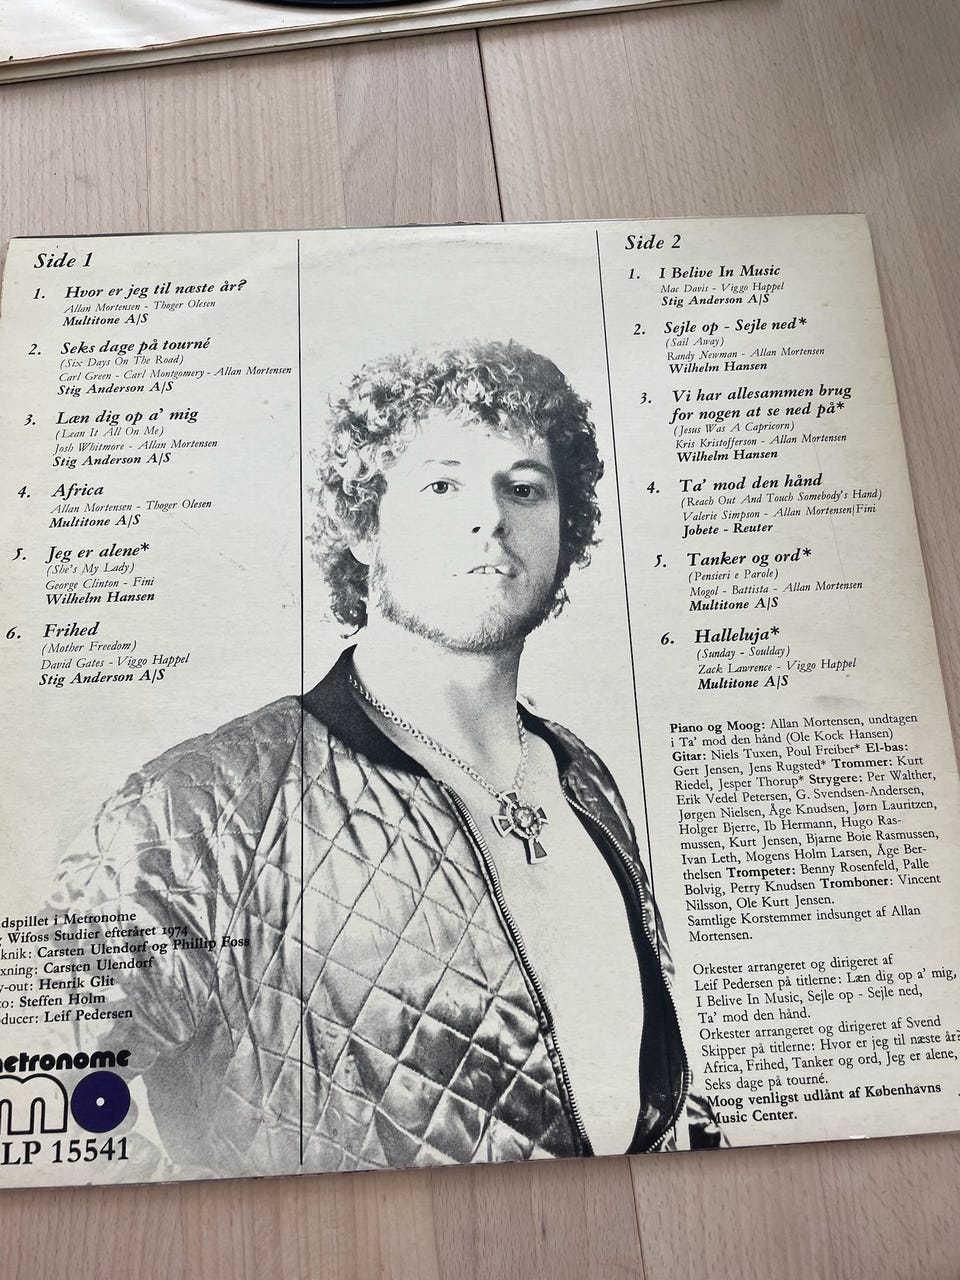 Side 1
1. Hvor er jeg til næste år?
Allan Mortensen - Thøger Olesen
Multitone A/S
2. Seks dage på tourné
(Six Days On The Road)
Carl Green - Carl Montgomery - Allan Mortensen
Stig Anderson A/S
3. Læn dig op a' mig
(Lean It All On Me)
Josh Whitmore - Allan Mortensen
Stig Anderson A/S
4. Africa
Allan Mortensen - Thøger Olesen
Multitone A/S
5. Jeg er alene*
(She's My Lady)
George Clinton - Fini
Wilhelm Hansen
6. Frihed
(Mother Freedom)
David Gates - Viggo Happel
Stig Anderson A/S
dspillet i Metronome
Wifoss Studier efteråret 1974
knik: Carsten Ulendorf og Phillip Foss
xning: Carsten Ulendorf
y-out: Henrik Glit
to: Steffen Holm
ducer: Leif Pedersen
metronome
mo
LP 15541
Side 2
1. I Belive In Music
Mac Davis - Viggo Happel
Stig Anderson A/S
2. Sejle op - Sejle ned*
(Sail Away)
Randy Newman - Allan Mortensen
Wilhelm Hansen
3. Vi har allesammen brug
for nogen at se ned på*
(Jesus Was A Capricorn)
Kris Kristofferson - Allan Mortensen
Wilhelm Hansen
4. Ta' mod den hånd
(Reach Out And Touch Somebody's Hand)
Valerie Simpson - Allan Mortensen/Fini
Jobete - Reuter
5. Tanker og ord*
(Pensieri e Parole)
Mogol - Battista - Allan Mortensen
Multitone A/S
6. Halleluja*
(Sunday - Soulday)
Zack Lawrence - Viggo Happel
Multitone A/S
Piano og Moog: Allan Mortensen, undtagen
i Ta' mod den hånd (Ole Kock Hansen)
Gitar: Niels Tuxen, Poul Freiber* El-bas:
Gert Jensen, Jens Rugsted* Trommer: Kurt
Riedel, Jesper Thorup* Strygere: Per Walther,
Erik Vedel Petersen, G. Svendsen-Andersen,
Jørgen Nielsen, Åge Knudsen, Jørn Lauritzen,
Holger Bjerre, Ib Hermann, Hugo Ras-
mussen, Kurt Jensen, Bjarne Boie Rasmussen,
Ivan Leth, Mogens Holm Larsen, Åge Ber-
thelsen Trompeter: Benny Rosenfeld, Palle
Bolvig, Perry Knudsen Tromboner: Vincent
Nilsson, Ole Kurt Jensen.
Samtlige Korstemmer indsunget af Allan
Mortensen.
Orkester arrangeret og dirigeret af
Leif Pedersen på titlerne: Læn dig op a' mig,
I Belive In Music, Sejle op - Sejle ned,
Ta' mod den hånd.
Orkester arrangeret og dirigeret af Svend
Skipper på titlerne: Hvor er jeg til næste år?
Africa, Frihed, Tanker og ord, Jeg er alene,
Seks dage på tourné.
Moog venligst udlånt af Københavns
Music Center.